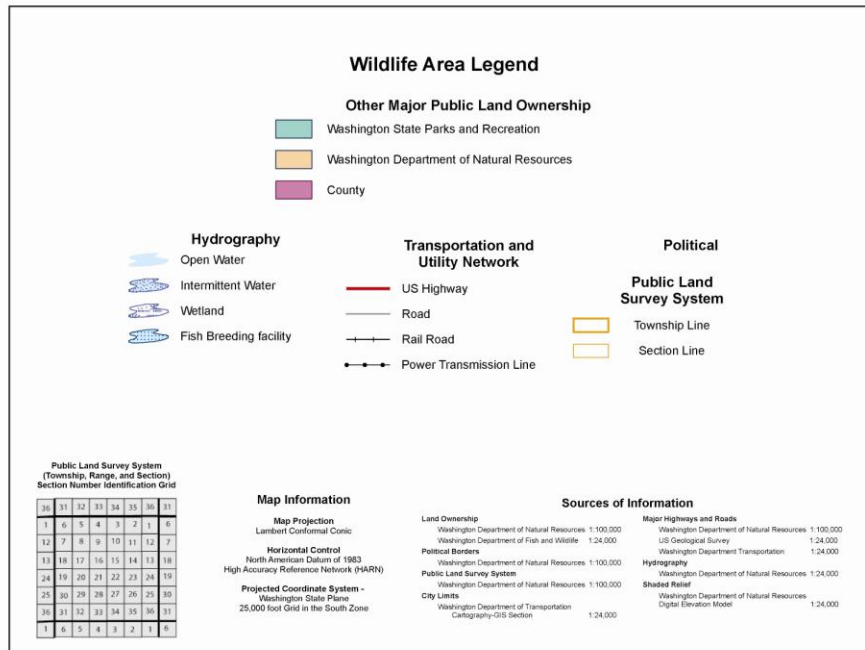 Wildlife Area Legend
Other Major Public Land Ownership
Washington State Parks and Recreation
Washington Department of Natural Resources
County
Hydrography
Open Water
Intermittent Water
Wetland
Fish Breeding facility
Transportation and
Utility Network
US Highway
Road
Rail Road
Power Transmission Line
Political
Public Land
Survey System
Township Line
Section Line
Public Land Survey System
(Township, Range, and Section)
Section Number Identification Grid
36 31 32 33 34 35 36 31
1 6 5 4 3 2 1 6
12 7 8 9 10 11 12 7
13 18 17 16 15 14 13 18
24 19 20 21 22 23 24 19
25 30 29 28 27 26 25 30
36 31 32 33 34 35 36 31
1 6 5 4 3 2 1 6
Map Information
Map Projection
Lambert Conformal Conic
Horizontal Control
North American Datum of 1983
High Accuracy Reference Network (HARN)
Projected Coordinate System -
Washington State Plane
25,000 foot Grid in the South Zone
Sources of Information
Land Ownership
Washington Department of Natural Resources 1:100,000
Washington Department of Fish and Wildlife 1:24,000
Political Borders
Washington Department of Natural Resources 1:100,000
Public Land Survey System
Washington Department of Natural Resources 1:100,000
City Limits
Washington Department of Transportation
Cartography-GIS Section 1:24,000
Major Highways and Roads
Washington Department of Natural Resources 1:100,000
US Geological Survey 1:24,000
Washington Department Transportation 1:24,000
Hydrography
Washington Department of Natural Resources 1:24,000
Shaded Relief
Washington Department of Natural Resources
Digital Elevation Model 1:24,000